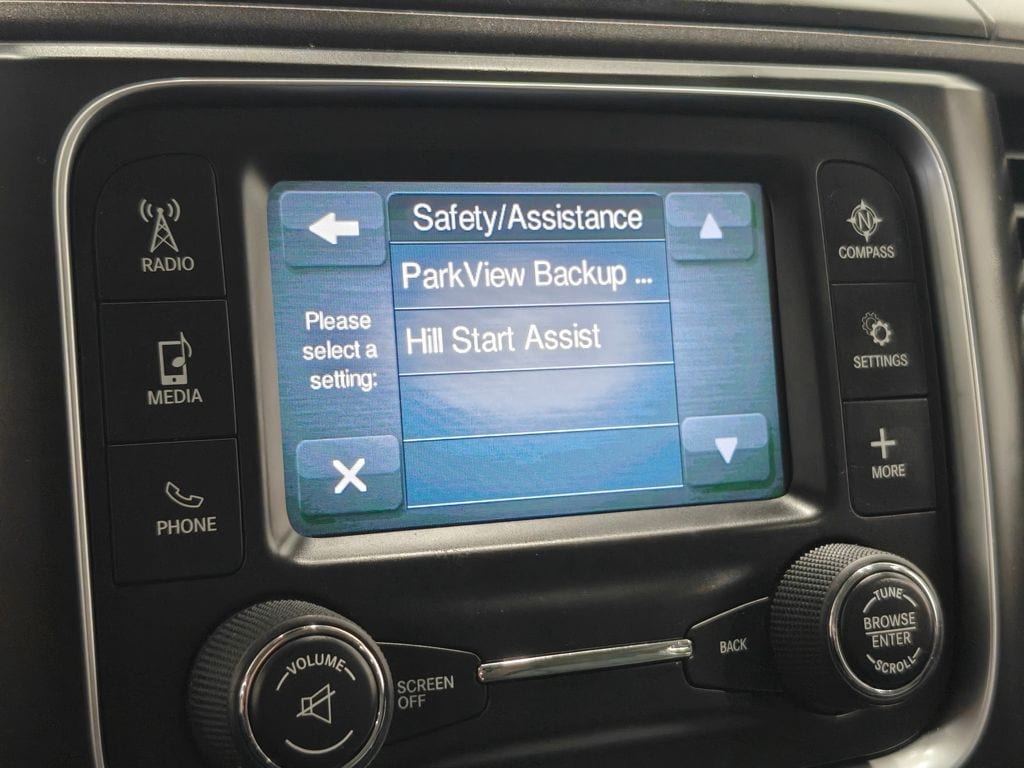 RADIO
MEDIA
PHONE
Safety/Assistance
ParkView Backup ...
Hill Start Assist
Please
select a
setting:
N
COMPASS
SETTINGS
MORE
VOLUME
SCREEN
OFF
BACK
TUNE
BROWSE
ENTER
SCROLL